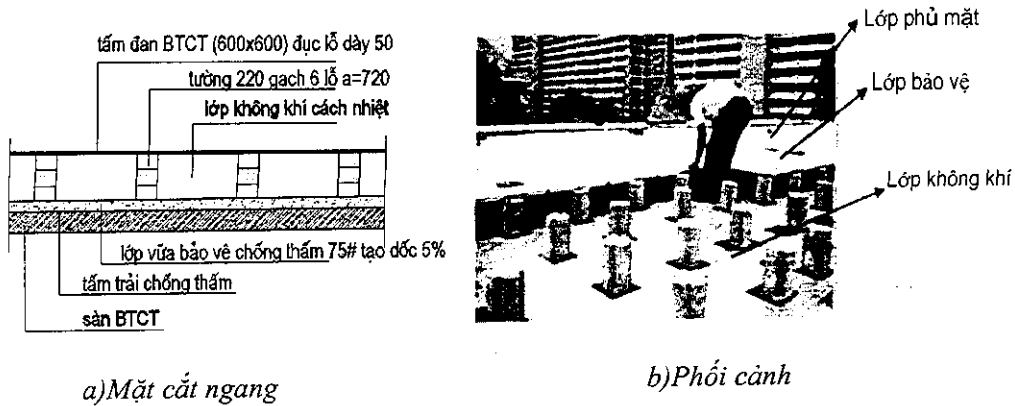 tấm đan BTCT (600x600) đục lỗ dày 50
tường 220 gạch 6 lỗ a=720
lớp không khí cách nhiệt
lớp vữa bảo vệ chống thấm 75# tạo dốc 5%
tấm trải chống thấm
sàn BTCT
a)Mặt cắt ngang
Lớp phủ mặt
Lớp bảo vệ
Lớp không khí
b)Phối cảnh